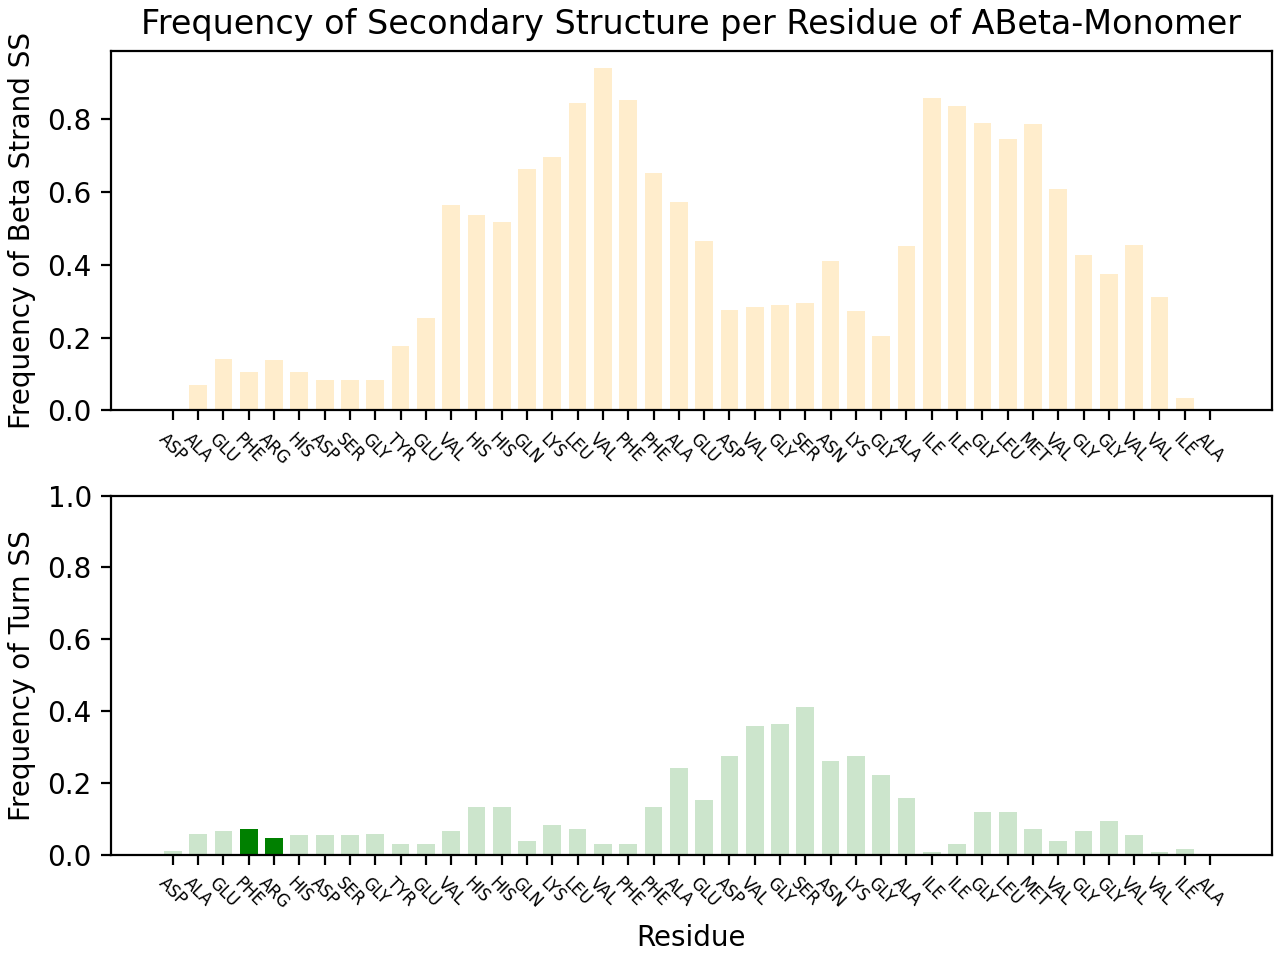 Frequency of Secondary Structure per Residue of ABeta-Monomer
Frequency of Beta Strand SS
0.8
0.6
0.4
0.2
0.0
ASP ALA GLU PHE ARG HIS ASP SER GLY TYR GLU VAL HIS HIS GLN LYS LEU VAL PHE PHE ALA GLU ASP VAL GLY SER ASN LYS GLY ALA ILE ILE GLY LEU MET VAL GLY GLY VAL VAL ILE ALA
Frequency of Turn SS
1.0
0.8
0.6
0.4
0.2
0.0
ASP ALA GLU PHE ARG HIS ASP SER GLY TYR GLU VAL HIS HIS GLN LYS LEU VAL PHE PHE ALA GLU ASP VAL GLY SER ASN LYS GLY ALA ILE ILE GLY LEU MET VAL GLY GLY VAL VAL ILE ALA
Residue